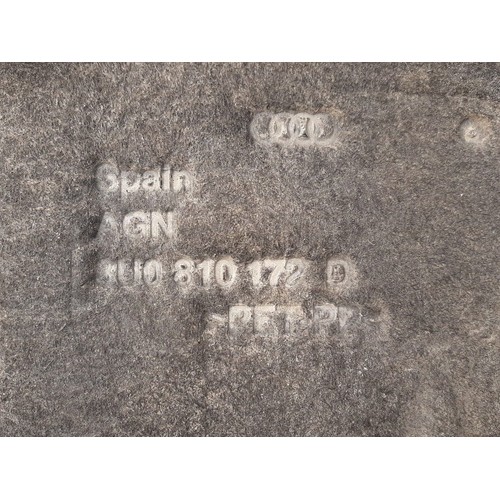 Spain
AGN
8U0 810 172 D
>PET-PP<